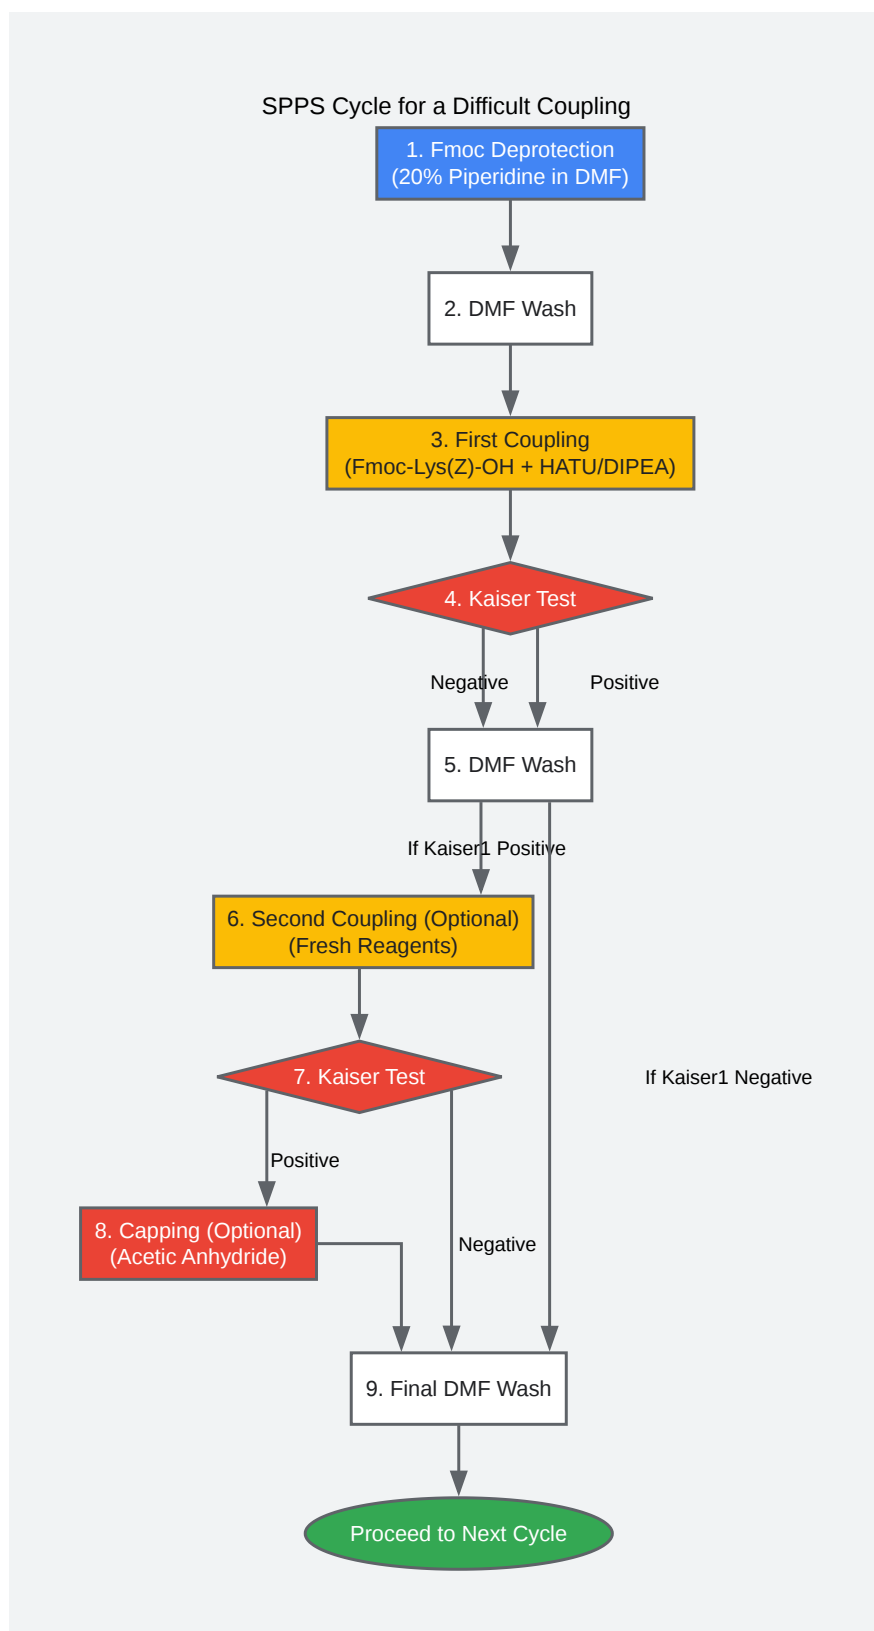 SPPS Cycle for a Difficult Coupling
1. Fmoc Deprotection
(20% Piperidine in DMF)
2. DMF Wash
3. First Coupling
(Fmoc-Lys(Z)-OH + HATU/DIPEA)
4. Kaiser Test
Negative
Positive
5. DMF Wash
If Kaiser1 Positive
6. Second Coupling (Optional)
(Fresh Reagents)
7. Kaiser Test
If Kaiser1 Negative
Positive
8. Capping (Optional)
(Acetic Anhydride)
Negative
9. Final DMF Wash
Proceed to Next Cycle